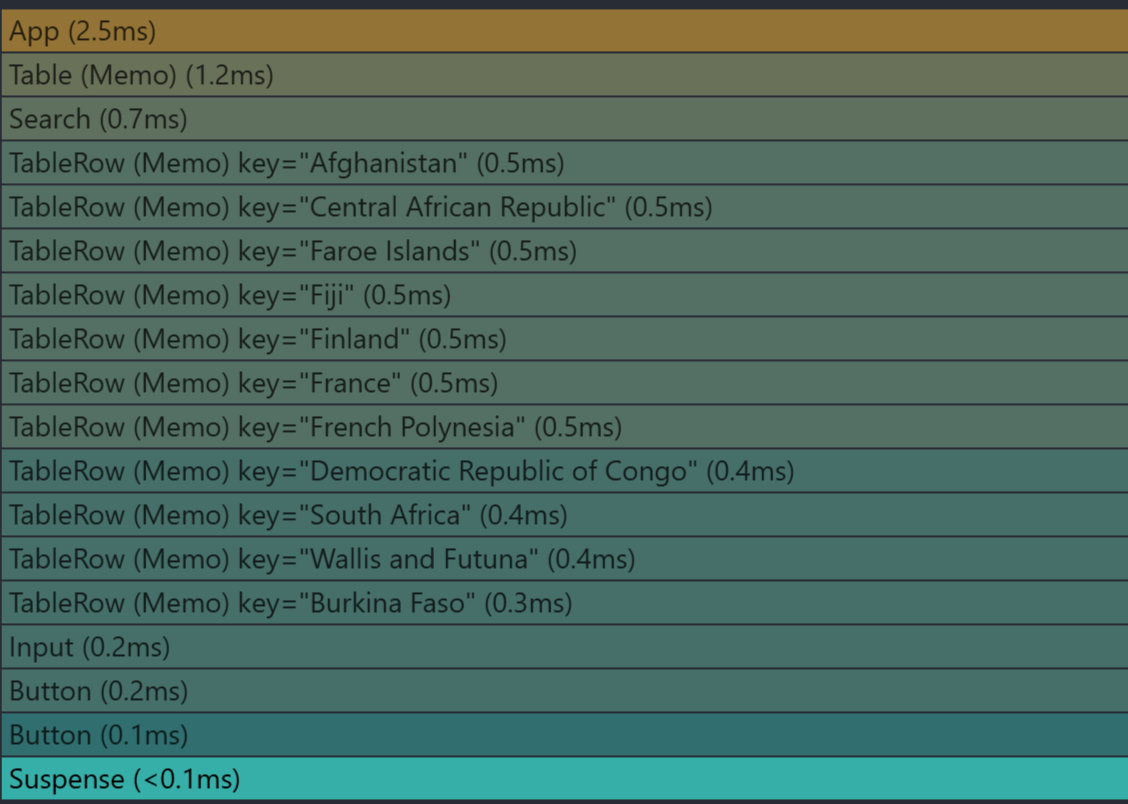 App (2.5ms)
Table (Memo) (1.2ms)
Search (0.7ms)
TableRow (Memo) key="Afghanistan" (0.5ms)
TableRow (Memo) key="Central African Republic" (0.5ms)
TableRow (Memo) key="Faroe Islands" (0.5ms)
TableRow (Memo) key="Fiji" (0.5ms)
TableRow (Memo) key="Finland" (0.5ms)
TableRow (Memo) key="France" (0.5ms)
TableRow (Memo) key="French Polynesia" (0.5ms)
TableRow (Memo) key="Democratic Republic of Congo" (0.4ms)
TableRow (Memo) key="South Africa" (0.4ms)
TableRow (Memo) key="Wallis and Futuna" (0.4ms)
TableRow (Memo) key="Burkina Faso" (0.3ms)
Input (0.2ms)
Button (0.2ms)
Button (0.1ms)
Suspense (<0.1ms)